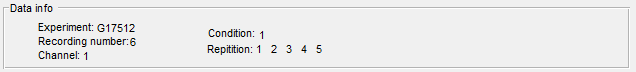 Data info
Experiment: G17512
Recording number:6
Channel: 1
Condition: 1
Repitition: 1 2 3 4 5